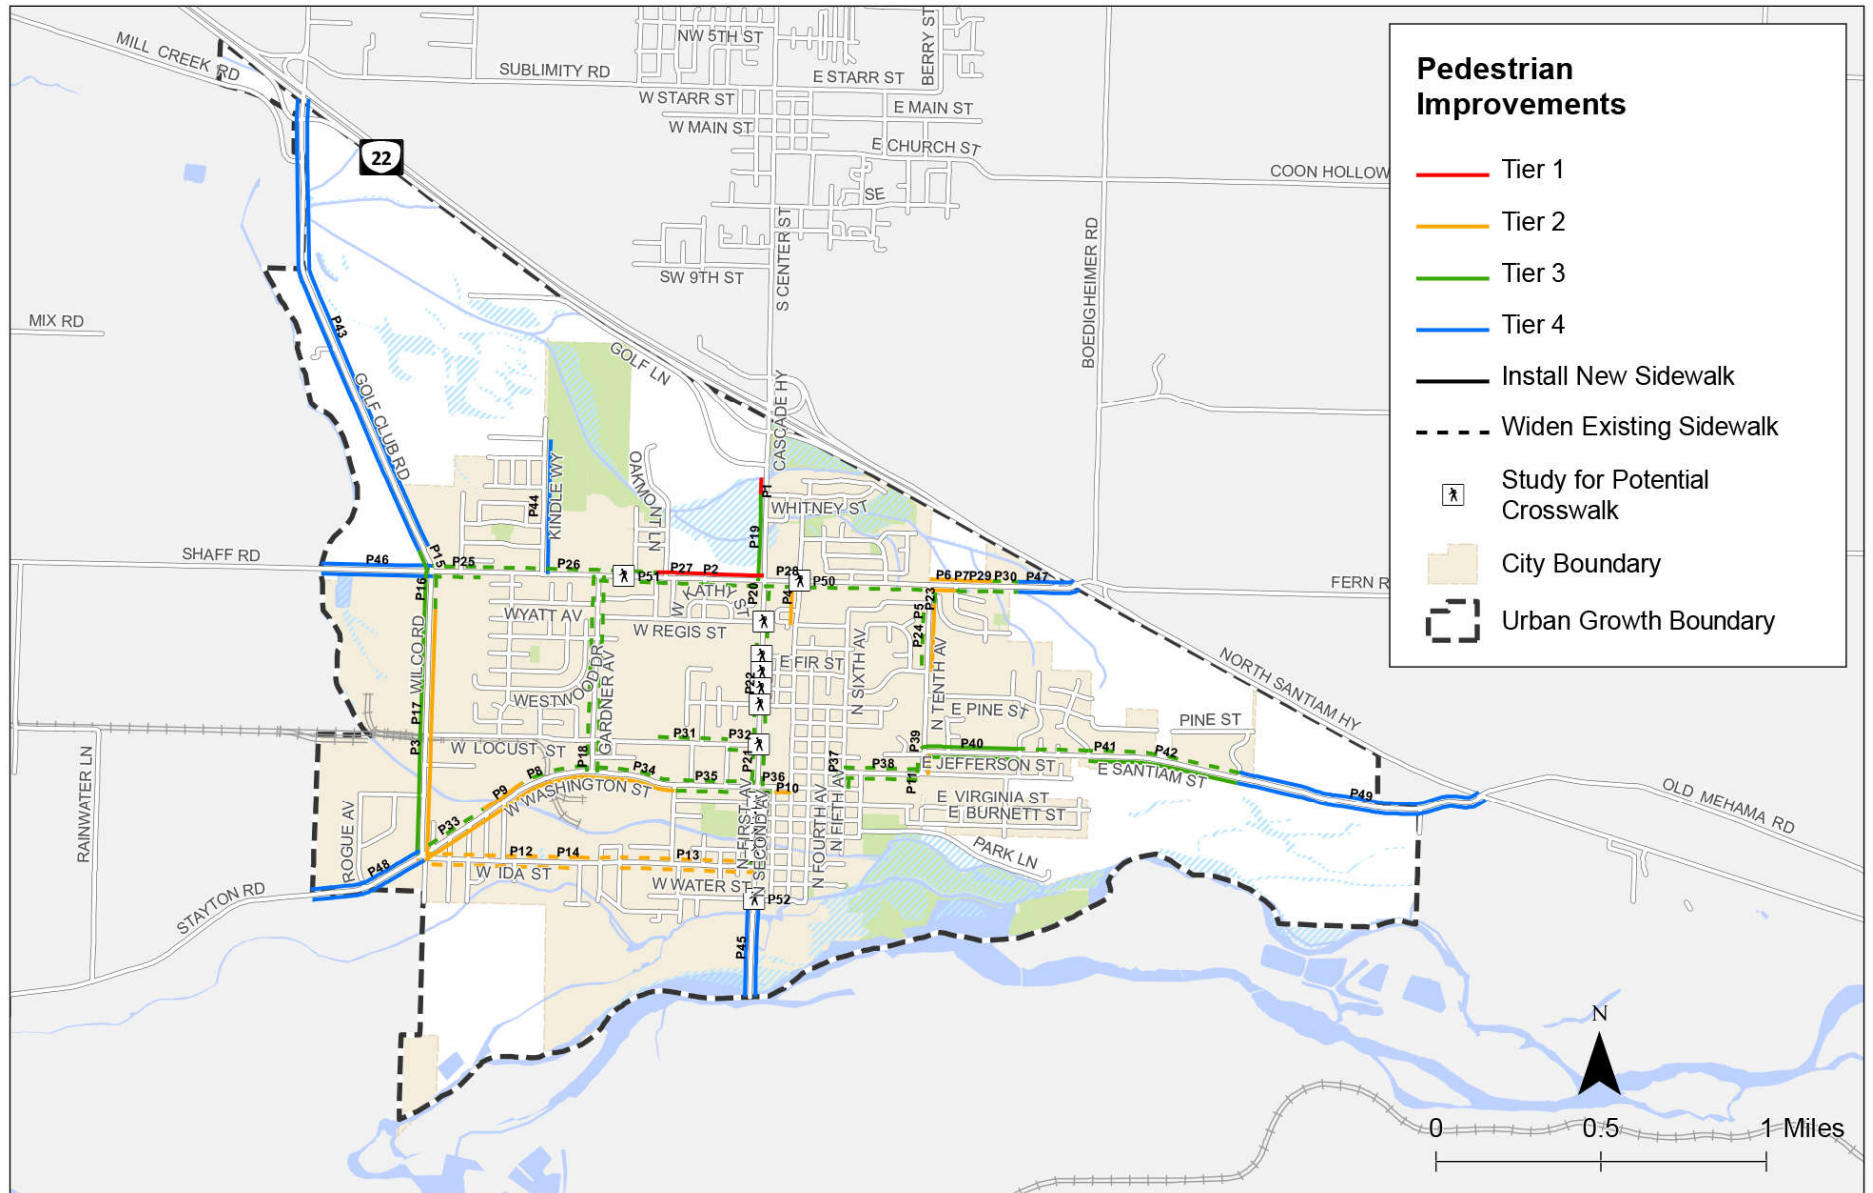 Pedestrian
Improvements
Tier 1
Tier 2
Tier 3
Tier 4
Install New Sidewalk
Widen Existing Sidewalk
Study for Potential
Crosswalk
City Boundary
Urban Growth Boundary
MILL CREEK RD
SUBLIMITY RD
NW 5TH ST
BERRY ST
E STARR ST
W STARR ST
E MAIN ST
W MAIN ST
E CHURCH ST
22
COON HOLLOW
SE
S CENTER ST
SW 9TH ST
BOEDIGHEIMER RD
MIX RD
P43
GOLF LN
GOLF CLUB RD
CASCADE HY
OAKMONT LN
KINDLE WY
P44
P1
WHITNEY ST
P19
SHAFF RD
P46
P15
P25
P26
P51
P27
P2
P28
P50
P6
P7
P29
P30
P47
FERN R
P16
P20
P4
KATHY ST
W
WYATT AV
W REGIS ST
P5
P23
P24
E FIR ST
N SIXTH AV
N TENTH AV
WILCO RD
WESTWOOD DR
GARDNER AV
P22
NORTH SANTIAM HY
E PINE ST
PINE ST
P17
P3
W LOCUST ST
P18
P31
P32
P21
P39
P40
P41
P42
P37
P38
P11
E JEFFERSON ST
E SANTIAM ST
P8
P34
P35
P36
P10
P9
W WASHINGTON ST
E VIRGINIA ST
E BURNETT ST
P49
OLD MEHAMA RD
RAINWATER LN
ROGUE AV
P33
N FIRST AV
N SECOND AV
N FOURTH AV
N FIFTH AV
PARK LN
P48
P12
P14
P13
W IDA ST
W WATER ST
P52
STAYTON RD
P45
N
0
0.5
1 Miles